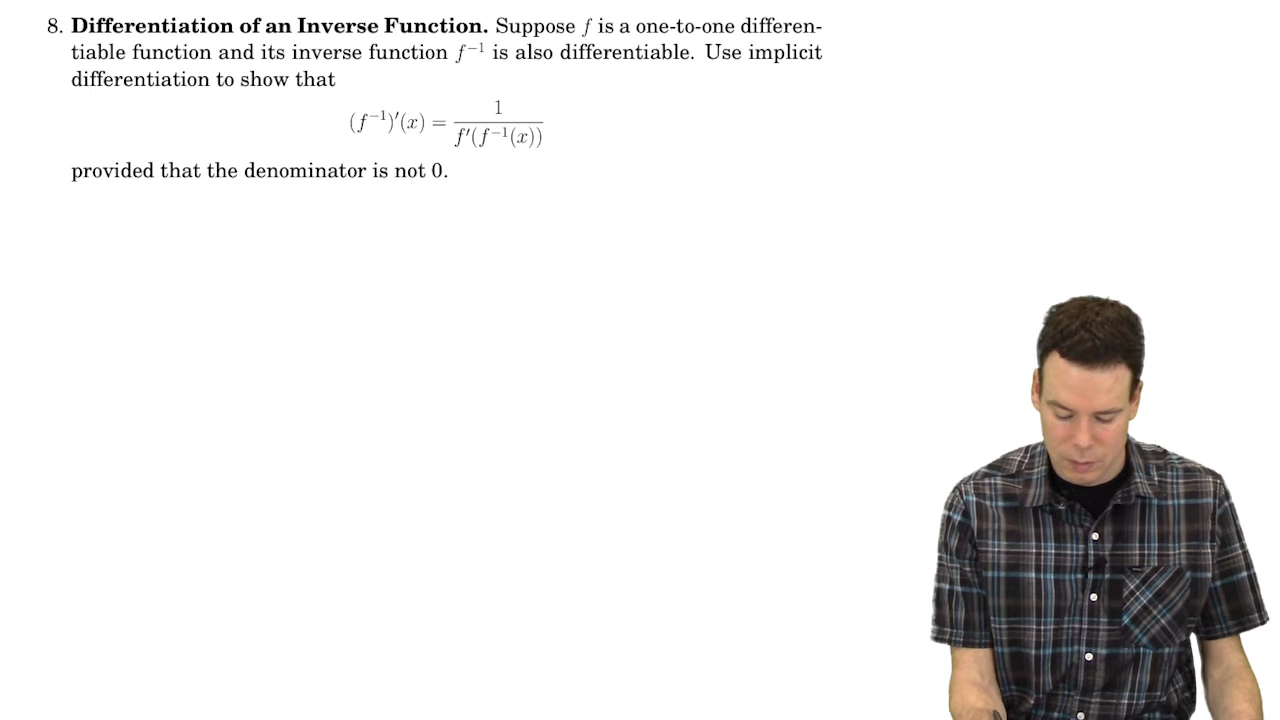 8. Differentiation of an Inverse Function. Suppose f is a one-to-one differen-
tiable function and its inverse function f⁻¹ is also differentiable. Use implicit
differentiation to show that
(f⁻¹)′(x) = 1 / f′(f⁻¹(x))
provided that the denominator is not 0.